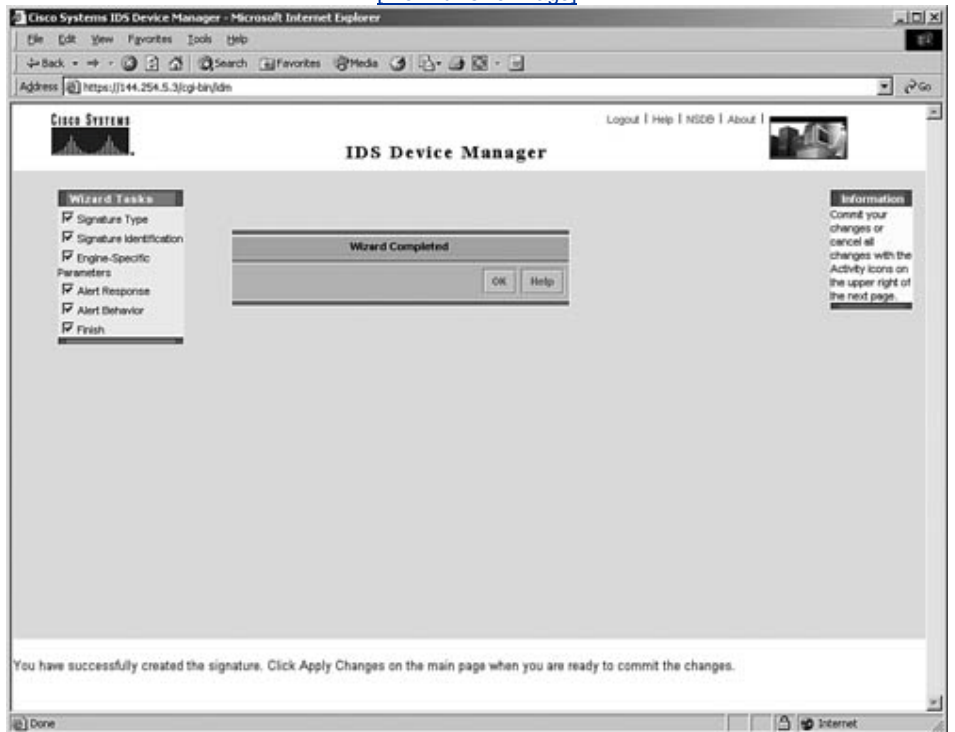 Cisco Systems IDS Device Manager - Microsoft Internet Explorer
File Edit View Favorites Tools Help
Back Search Favorites Media
Address https://144.254.5.3/cgi-bin/idm Go
CISCO SYSTEMS
Logout | Help | NSDB | About |
IDS Device Manager
Wizard Tasks
Signature Type
Signature Identification
Engine-Specific
Parameters
Alert Response
Alert Behavior
Finish
Wizard Completed
OK Help
Information
Commit your
changes or
cancel all
changes with the
Activity Icons on
the upper right of
the next page.
You have successfully created the signature. Click Apply Changes on the main page when you are ready to commit the changes.
Done Internet